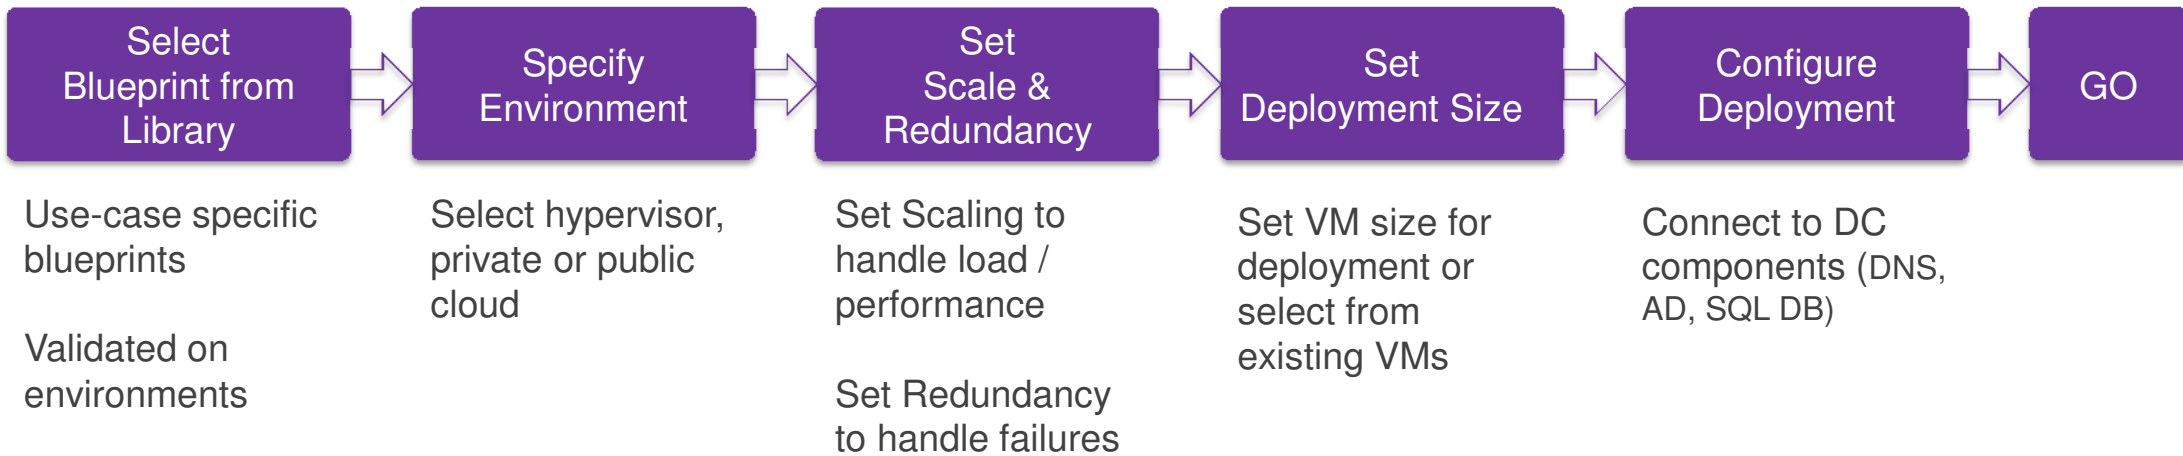 Select
Blueprint from
Library
Specify
Environment
Set
Scale &
Redundancy
Set
Deployment Size
Configure
Deployment
GO
Use-case specific
blueprints
Validated on
environments
Select hypervisor,
private or public
cloud
Set Scaling to
handle load /
performance
Set Redundancy
to handle failures
Set VM size for
deployment or
select from
existing VMs
Connect to DC
components (DNS,
AD, SQL DB)